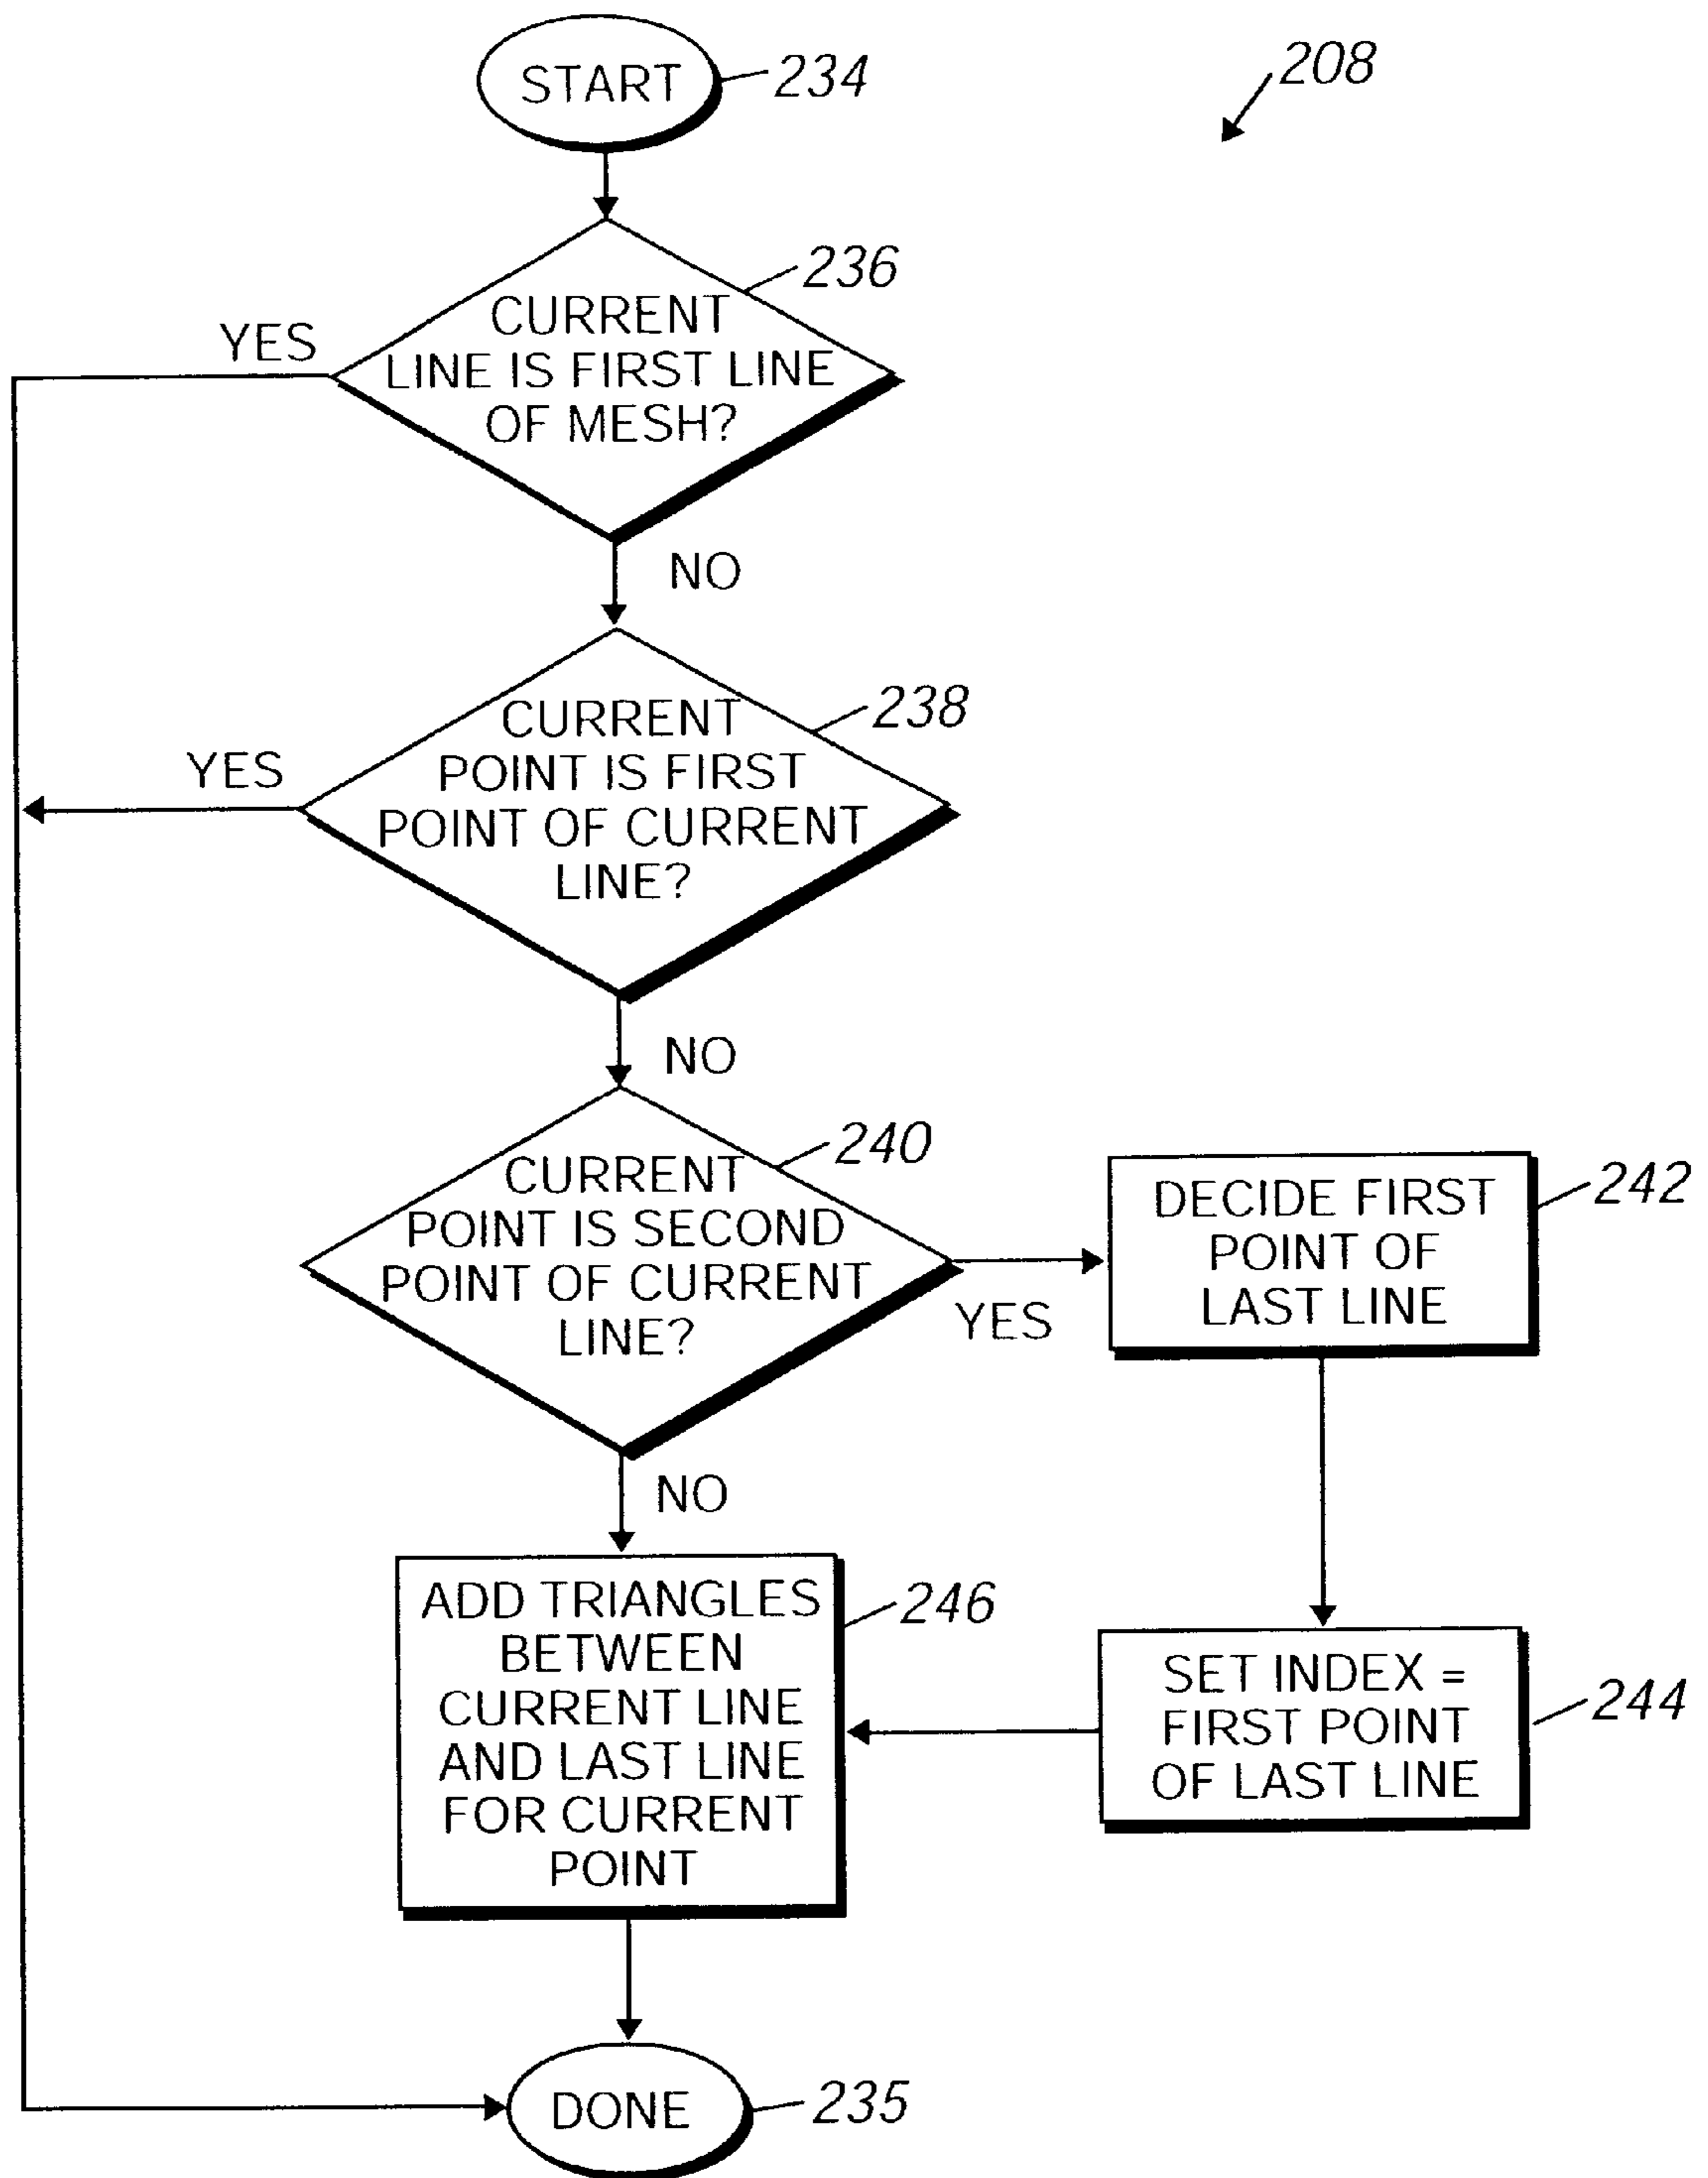 START
234
208
236
CURRENT
LINE IS FIRST LINE
OF MESH?
YES
NO
238
CURRENT
POINT IS FIRST
POINT OF CURRENT
LINE?
YES
NO
240
CURRENT
POINT IS SECOND
POINT OF CURRENT
LINE?
YES
242
DECIDE FIRST
POINT OF
LAST LINE
NO
246
ADD TRIANGLES
BETWEEN
CURRENT LINE
AND LAST LINE
FOR CURRENT
POINT
SET INDEX =
FIRST POINT
OF LAST LINE
244
DONE
235